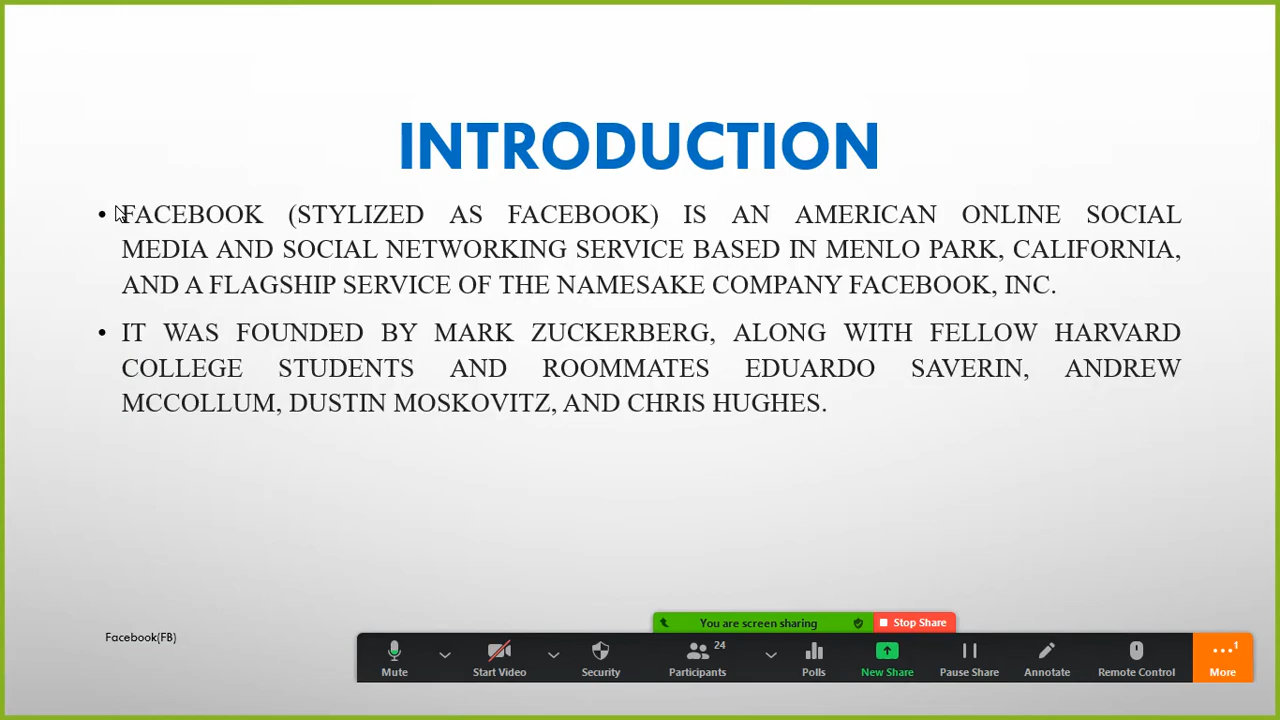 INTRODUCTION
• FACEBOOK (STYLIZED AS FACEBOOK) IS AN AMERICAN ONLINE SOCIAL
MEDIA AND SOCIAL NETWORKING SERVICE BASED IN MENLO PARK, CALIFORNIA,
AND A FLAGSHIP SERVICE OF THE NAMESAKE COMPANY FACEBOOK, INC.
• IT WAS FOUNDED BY MARK ZUCKERBERG, ALONG WITH FELLOW HARVARD
COLLEGE STUDENTS AND ROOMMATES EDUARDO SAVERIN, ANDREW
MCCOLLUM, DUSTIN MOSKOVITZ, AND CHRIS HUGHES.
You are screen sharing Stop Share
Facebook(FB)
24 1
Mute Start Video Security Participants Polls New Share Pause Share Annotate Remote Control More